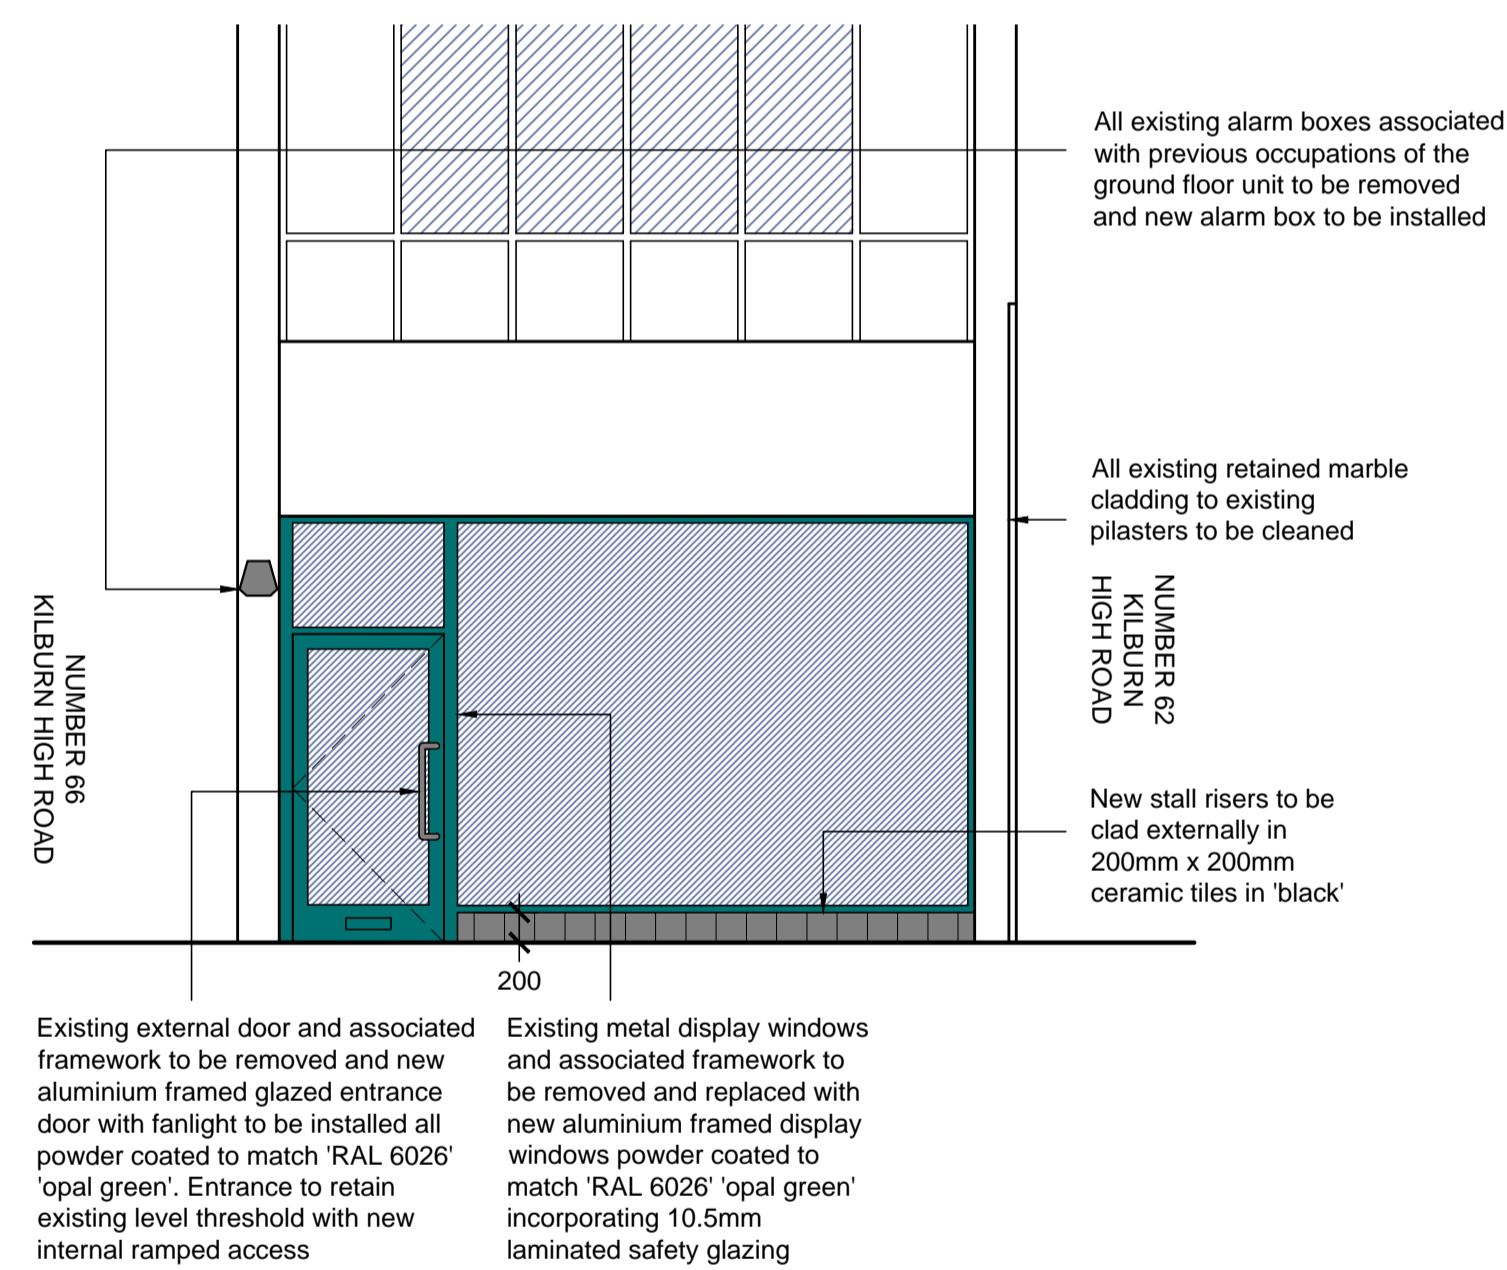 All existing alarm boxes associated
with previous occupations of the
ground floor unit to be removed
and new alarm box to be installed
All existing retained marble
cladding to existing
pilasters to be cleaned
NUMBER 66
KILBURN HIGH ROAD
NUMBER 62
KILBURN
HIGH ROAD
New stall risers to be
clad externally in
200mm x 200mm
ceramic tiles in 'black'
200
Existing external door and associated
framework to be removed and new
aluminium framed glazed entrance
door with fanlight to be installed all
powder coated to match 'RAL 6026'
'opal green'. Entrance to retain
existing level threshold with new
internal ramped access
Existing metal display windows
and associated framework to
be removed and replaced with
new aluminium framed display
windows powder coated to
match 'RAL 6026' 'opal green'
incorporating 10.5mm
laminated safety glazing